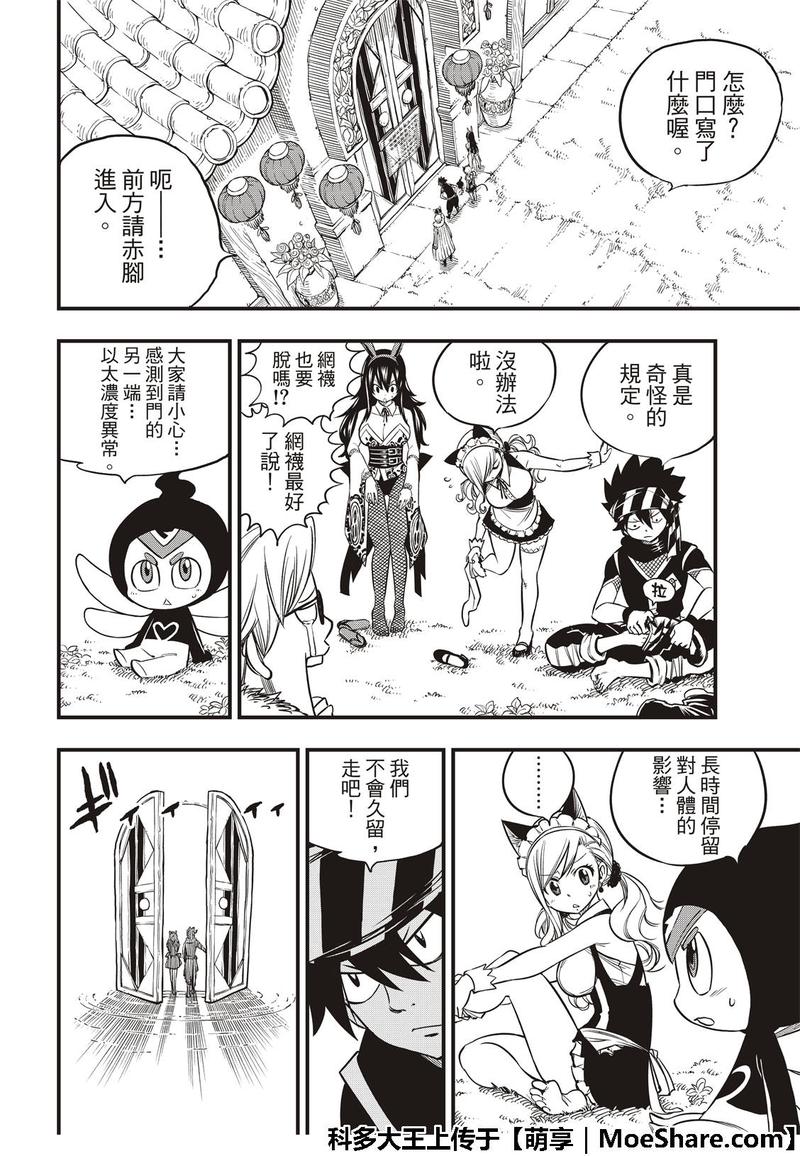 怎麼？
門口寫了
什麼喔。
呃——…
前方請赤腳
進入。
真是
奇怪的
規定。
沒辦法
啦。
網襪
也要
脫嗎！？
網襪最好
了說！
拉
大家請小心…
感測到門的
另一端…
以太濃度異常。
長時間停留
對人體的
影響…
………
我們
不會久留，
走吧！
ギイィ
科多大王上传于【萌享｜MoeShare.com】